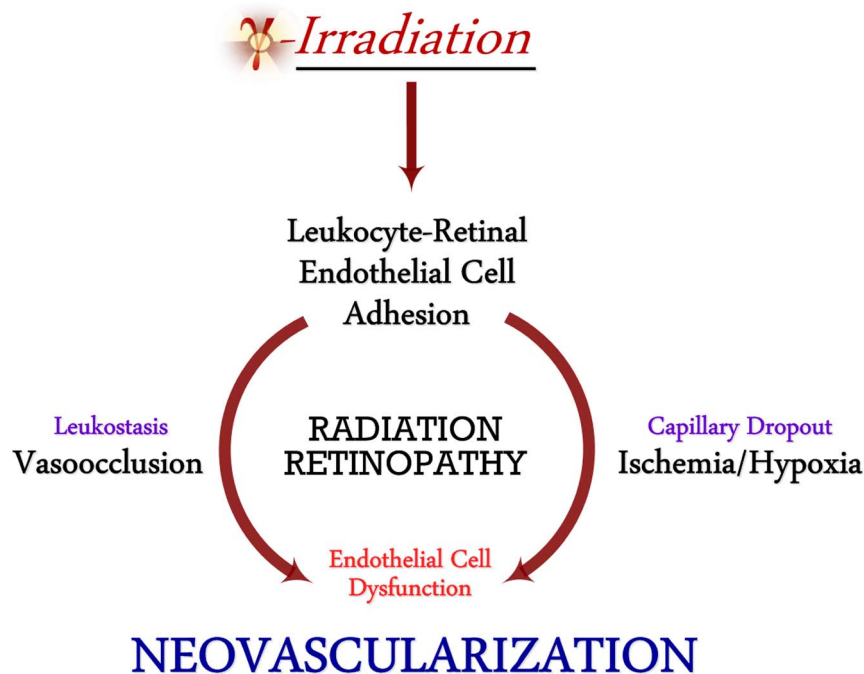 γ-Irradiation
Leukocyte-Retinal
Endothelial Cell
Adhesion
Leukostasis
Vasoocclusion
RADIATION
RETINOPATHY
Capillary Dropout
Ischemia/Hypoxia
Endothelial Cell
Dysfunction
NEOVASCULARIZATION